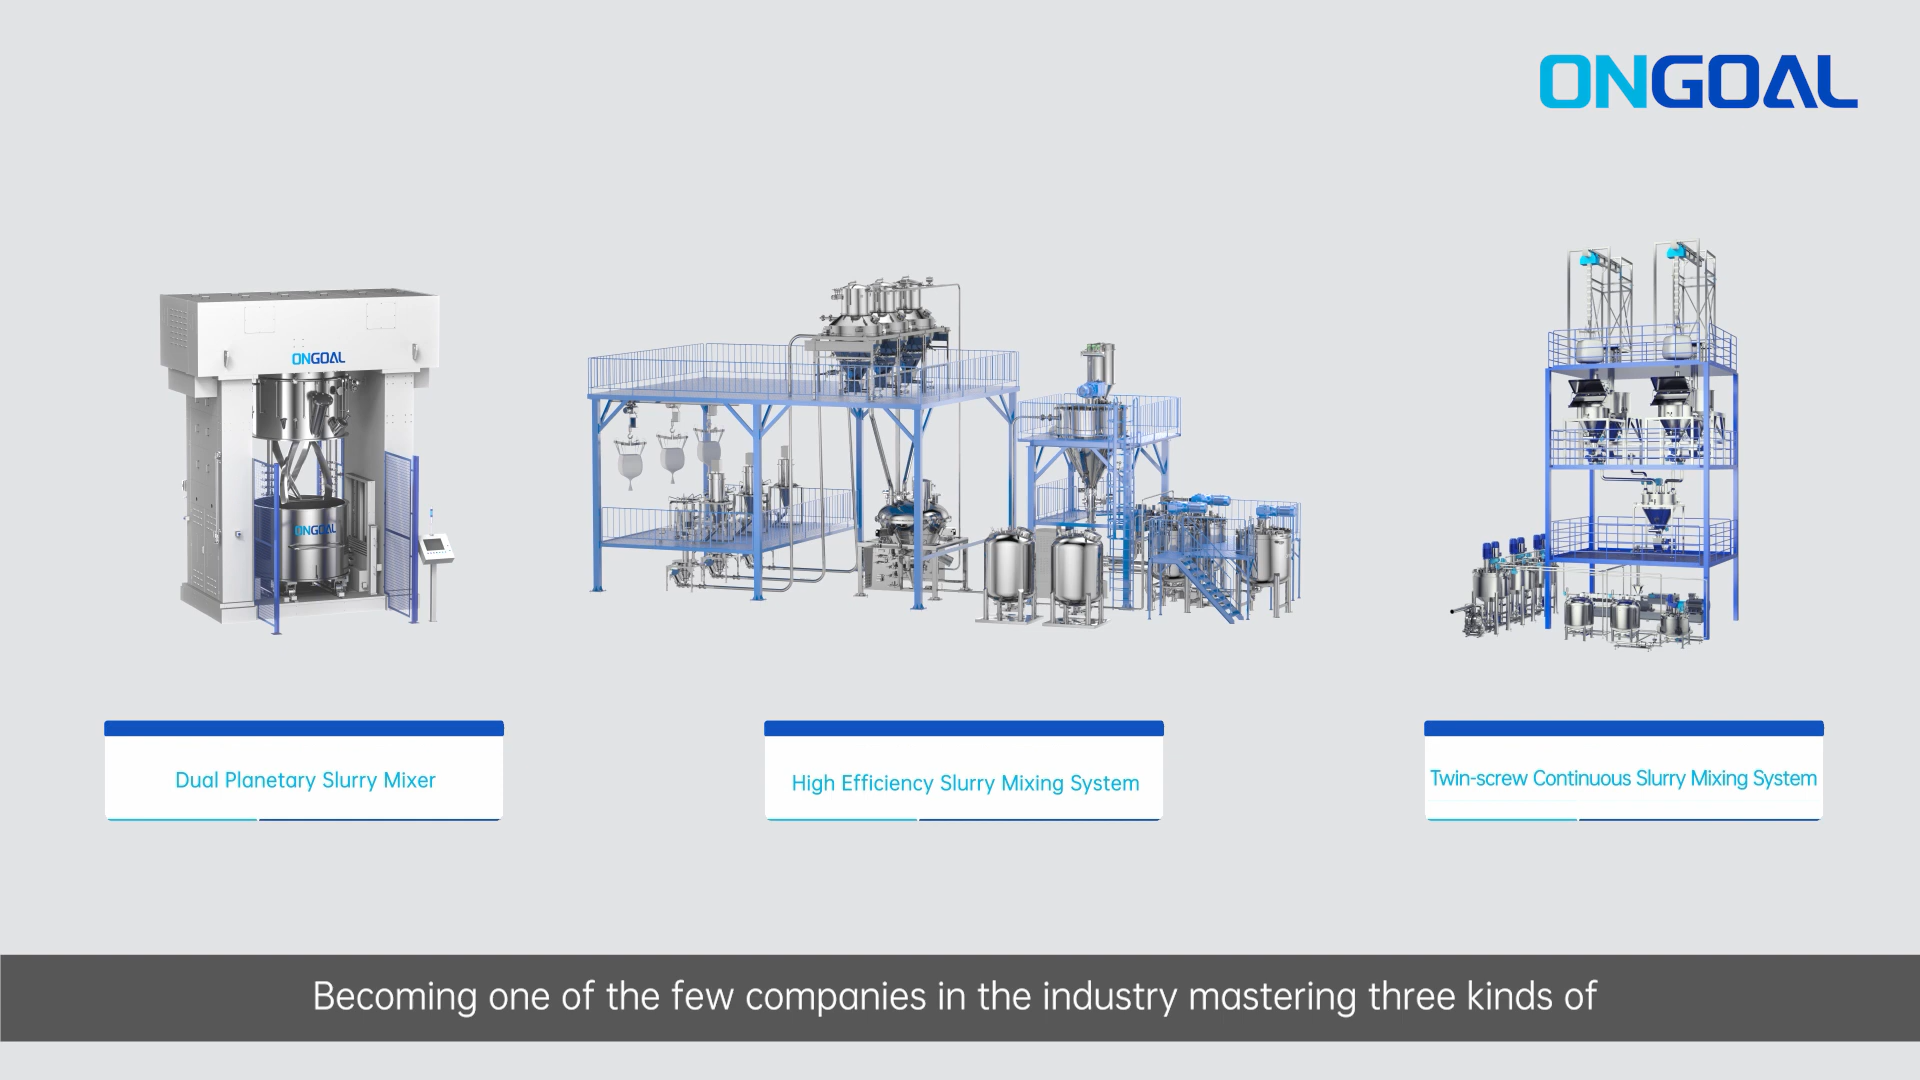 ONGOAL
ONGOAL
ONGOAL
Dual Planetary Slurry Mixer
High Efficiency Slurry Mixing System
Twin-screw Continuous Slurry Mixing System
Becoming one of the few companies in the industry mastering three kinds of